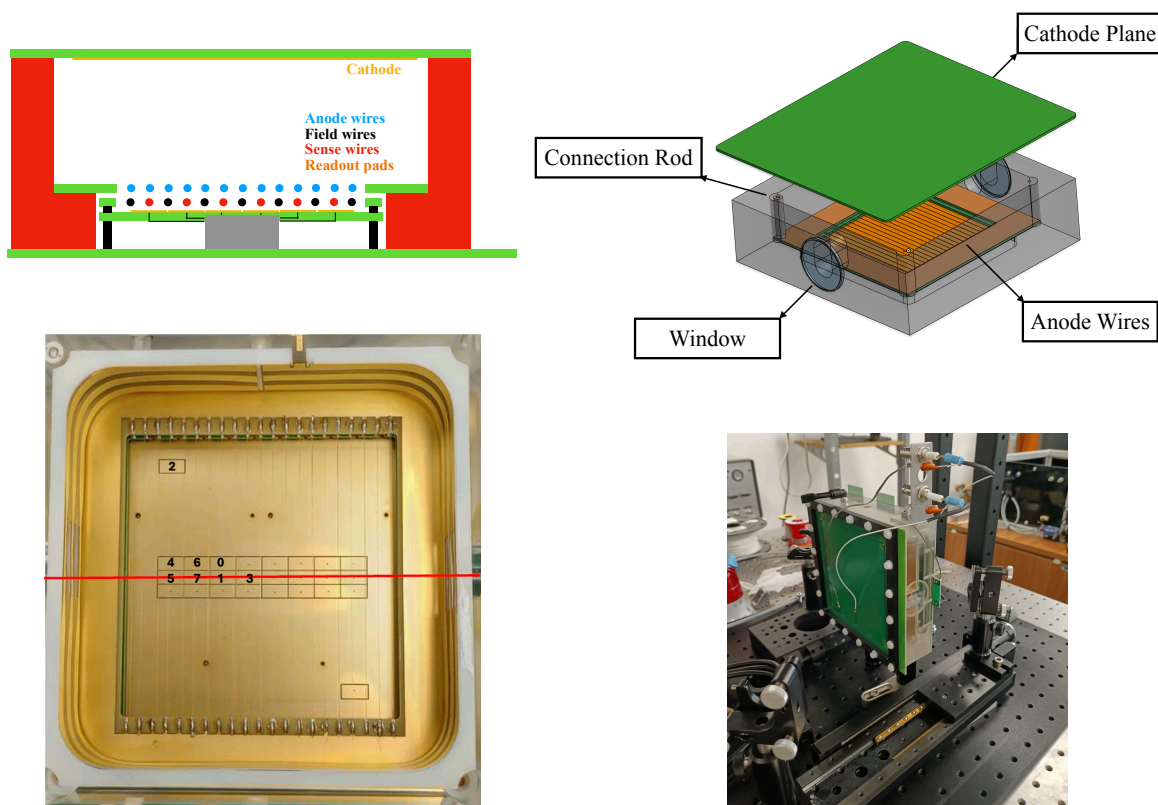 Cathode
Anode wires
Field wires
Sense wires
Readout pads
Cathode Plane
Connection Rod
Window
Anode Wires
2
4 6 0
5 7 1 3